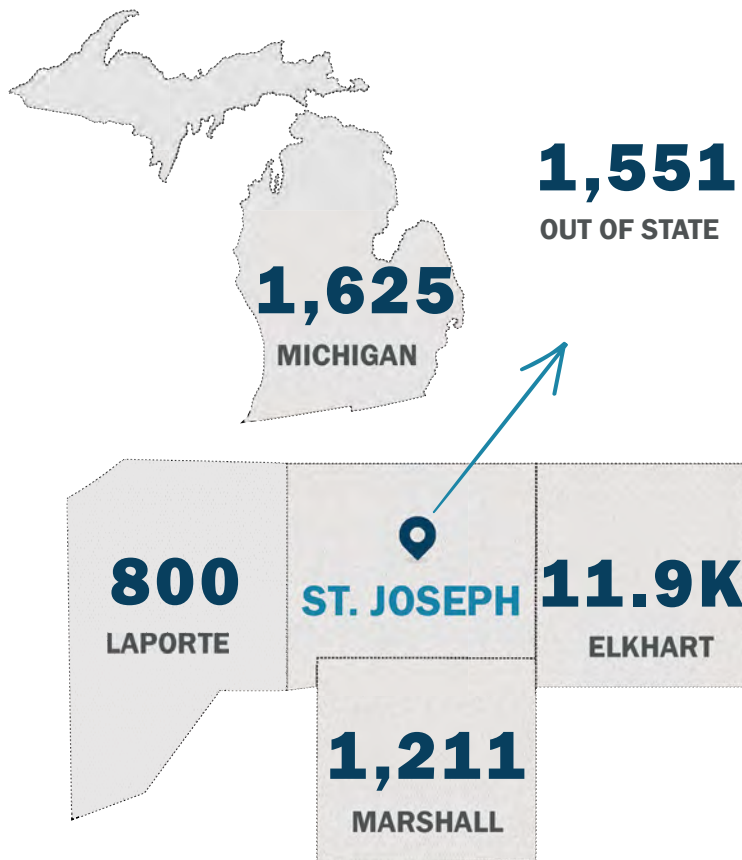 1,551
OUT OF STATE
1,625
MICHIGAN
800
LAPORTE
ST. JOSEPH
11.9K
ELKHART
1,211
MARSHALL